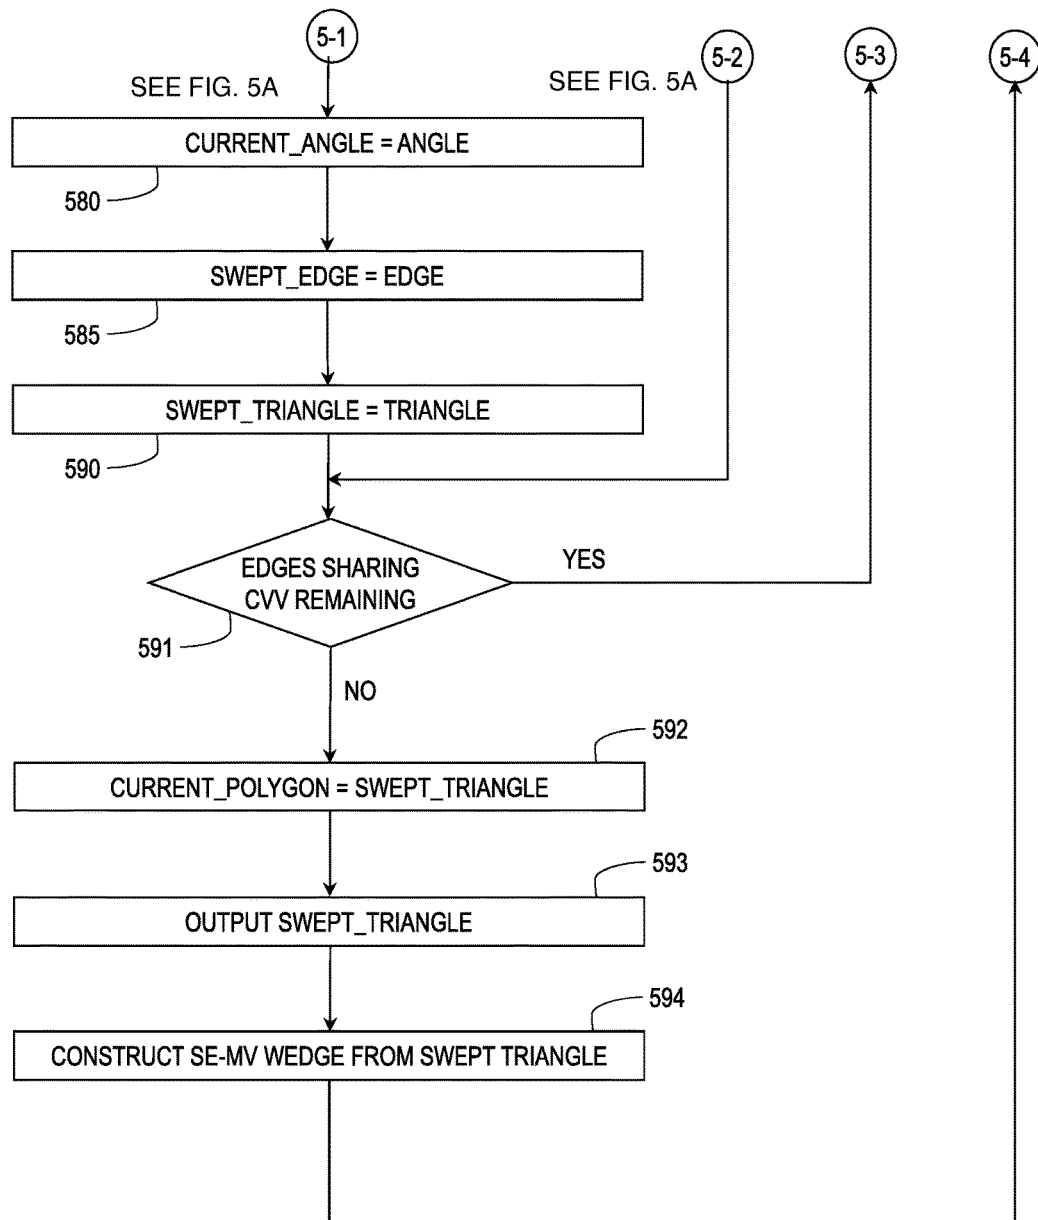 5-1
5-2
5-3
5-4
SEE FIG. 5A
SEE FIG. 5A
CURRENT_ANGLE = ANGLE
580
SWEPT_EDGE = EDGE
585
SWEPT_TRIANGLE = TRIANGLE
590
EDGES SHARING
CVV REMAINING
YES
591
NO
592
CURRENT_POLYGON = SWEPT_TRIANGLE
593
OUTPUT SWEPT_TRIANGLE
594
CONSTRUCT SE-MV WEDGE FROM SWEPT TRIANGLE